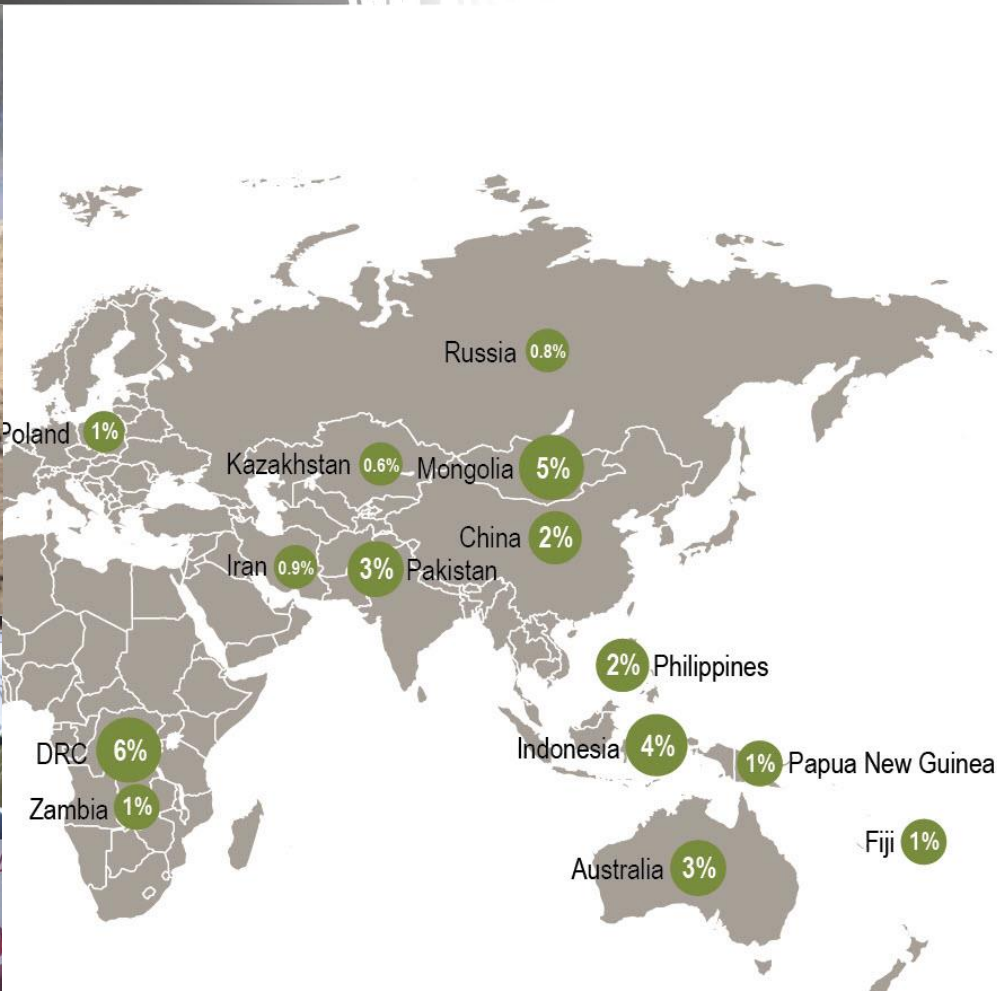 Russia 0.8%
Poland 1%
Kazakhstan 0.6%
Mongolia 5%
China 2%
Iran 0.9%
3% Pakistan
2% Philippines
DRC 6%
Indonesia 4%
1% Papua New Guinea
Zambia 1%
Fiji 1%
Australia 3%